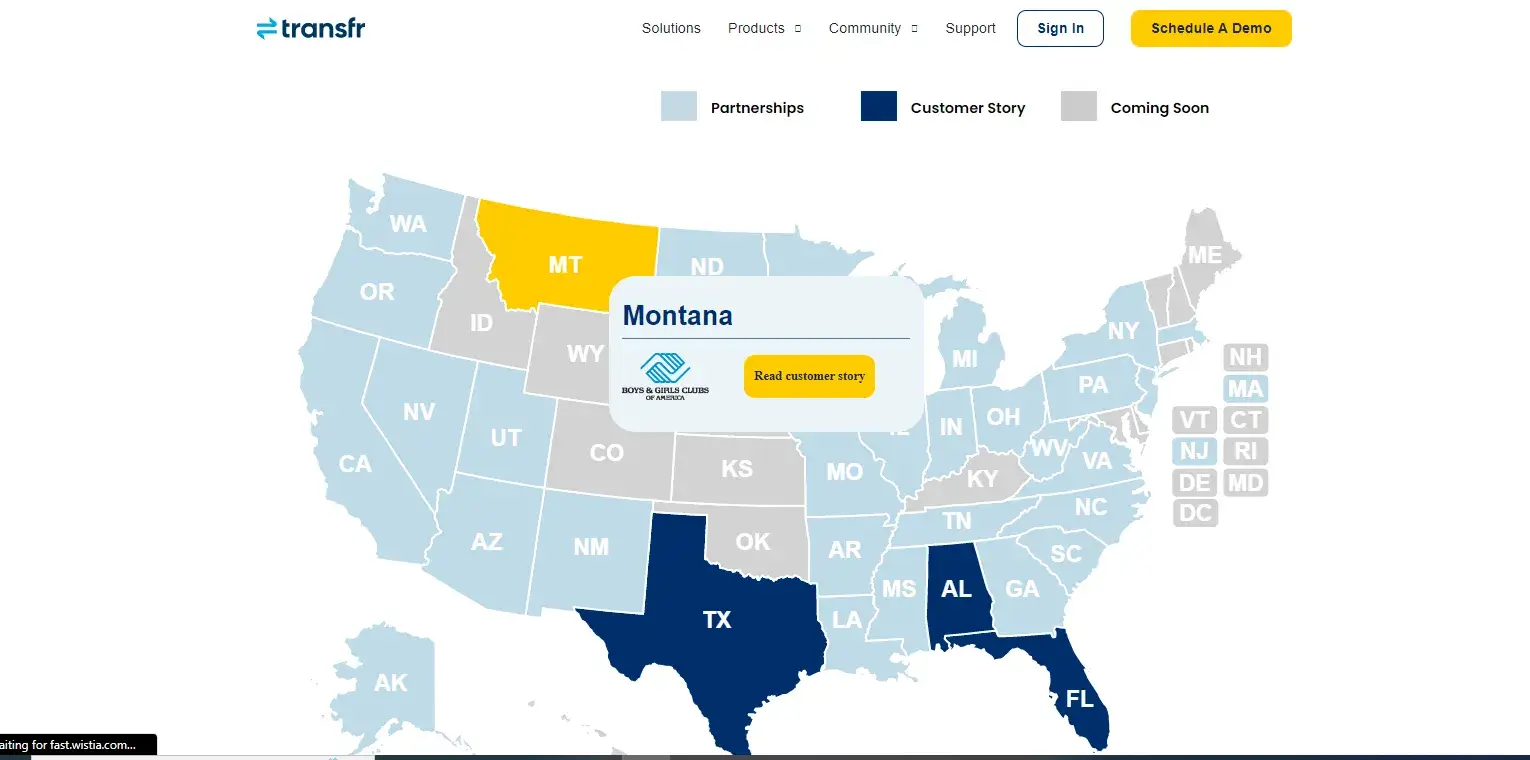 transfr
Solutions
Products
Community
Support
Sign In
Schedule A Demo
Partnerships
Customer Story
Coming Soon
WA
MT
ND
OR
ID
WY
ME
NY
MI
Montana
BOYS & GIRLS CLUBS
OF AMERICA
Read customer story
NV
UT
CA
CO
KS
MO
IN
OH
PA
WV
VA
KY
NC
TN
SC
AZ
NM
OK
AR
TX
LA
MS
AL
GA
FL
AK
NH
MA
VT
CT
NJ
RI
DE
MD
DC
aiting for fast.wistia.com...